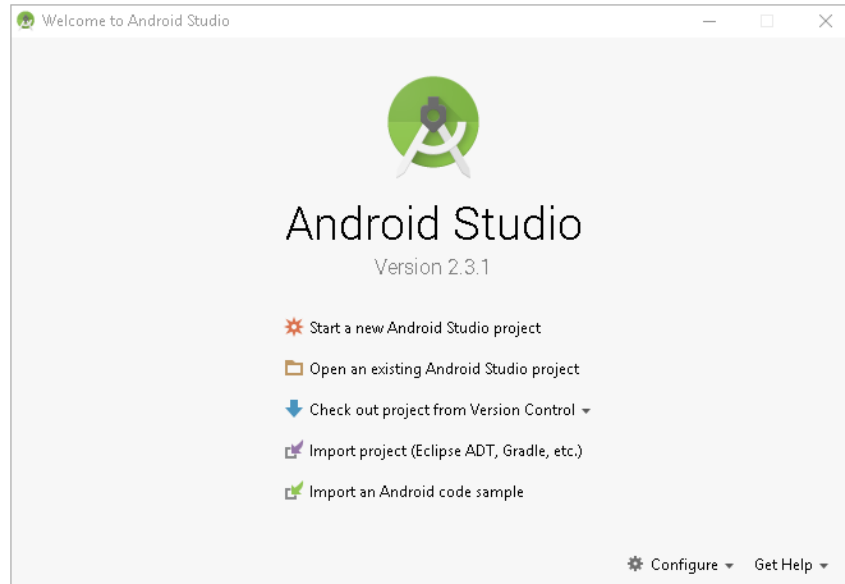 Welcome to Android Studio
Android Studio
Version 2.3.1
Start a new Android Studio project
Open an existing Android Studio project
Check out project from Version Control
Import project (Eclipse ADT, Gradle, etc.)
Import an Android code sample
Configure Get Help